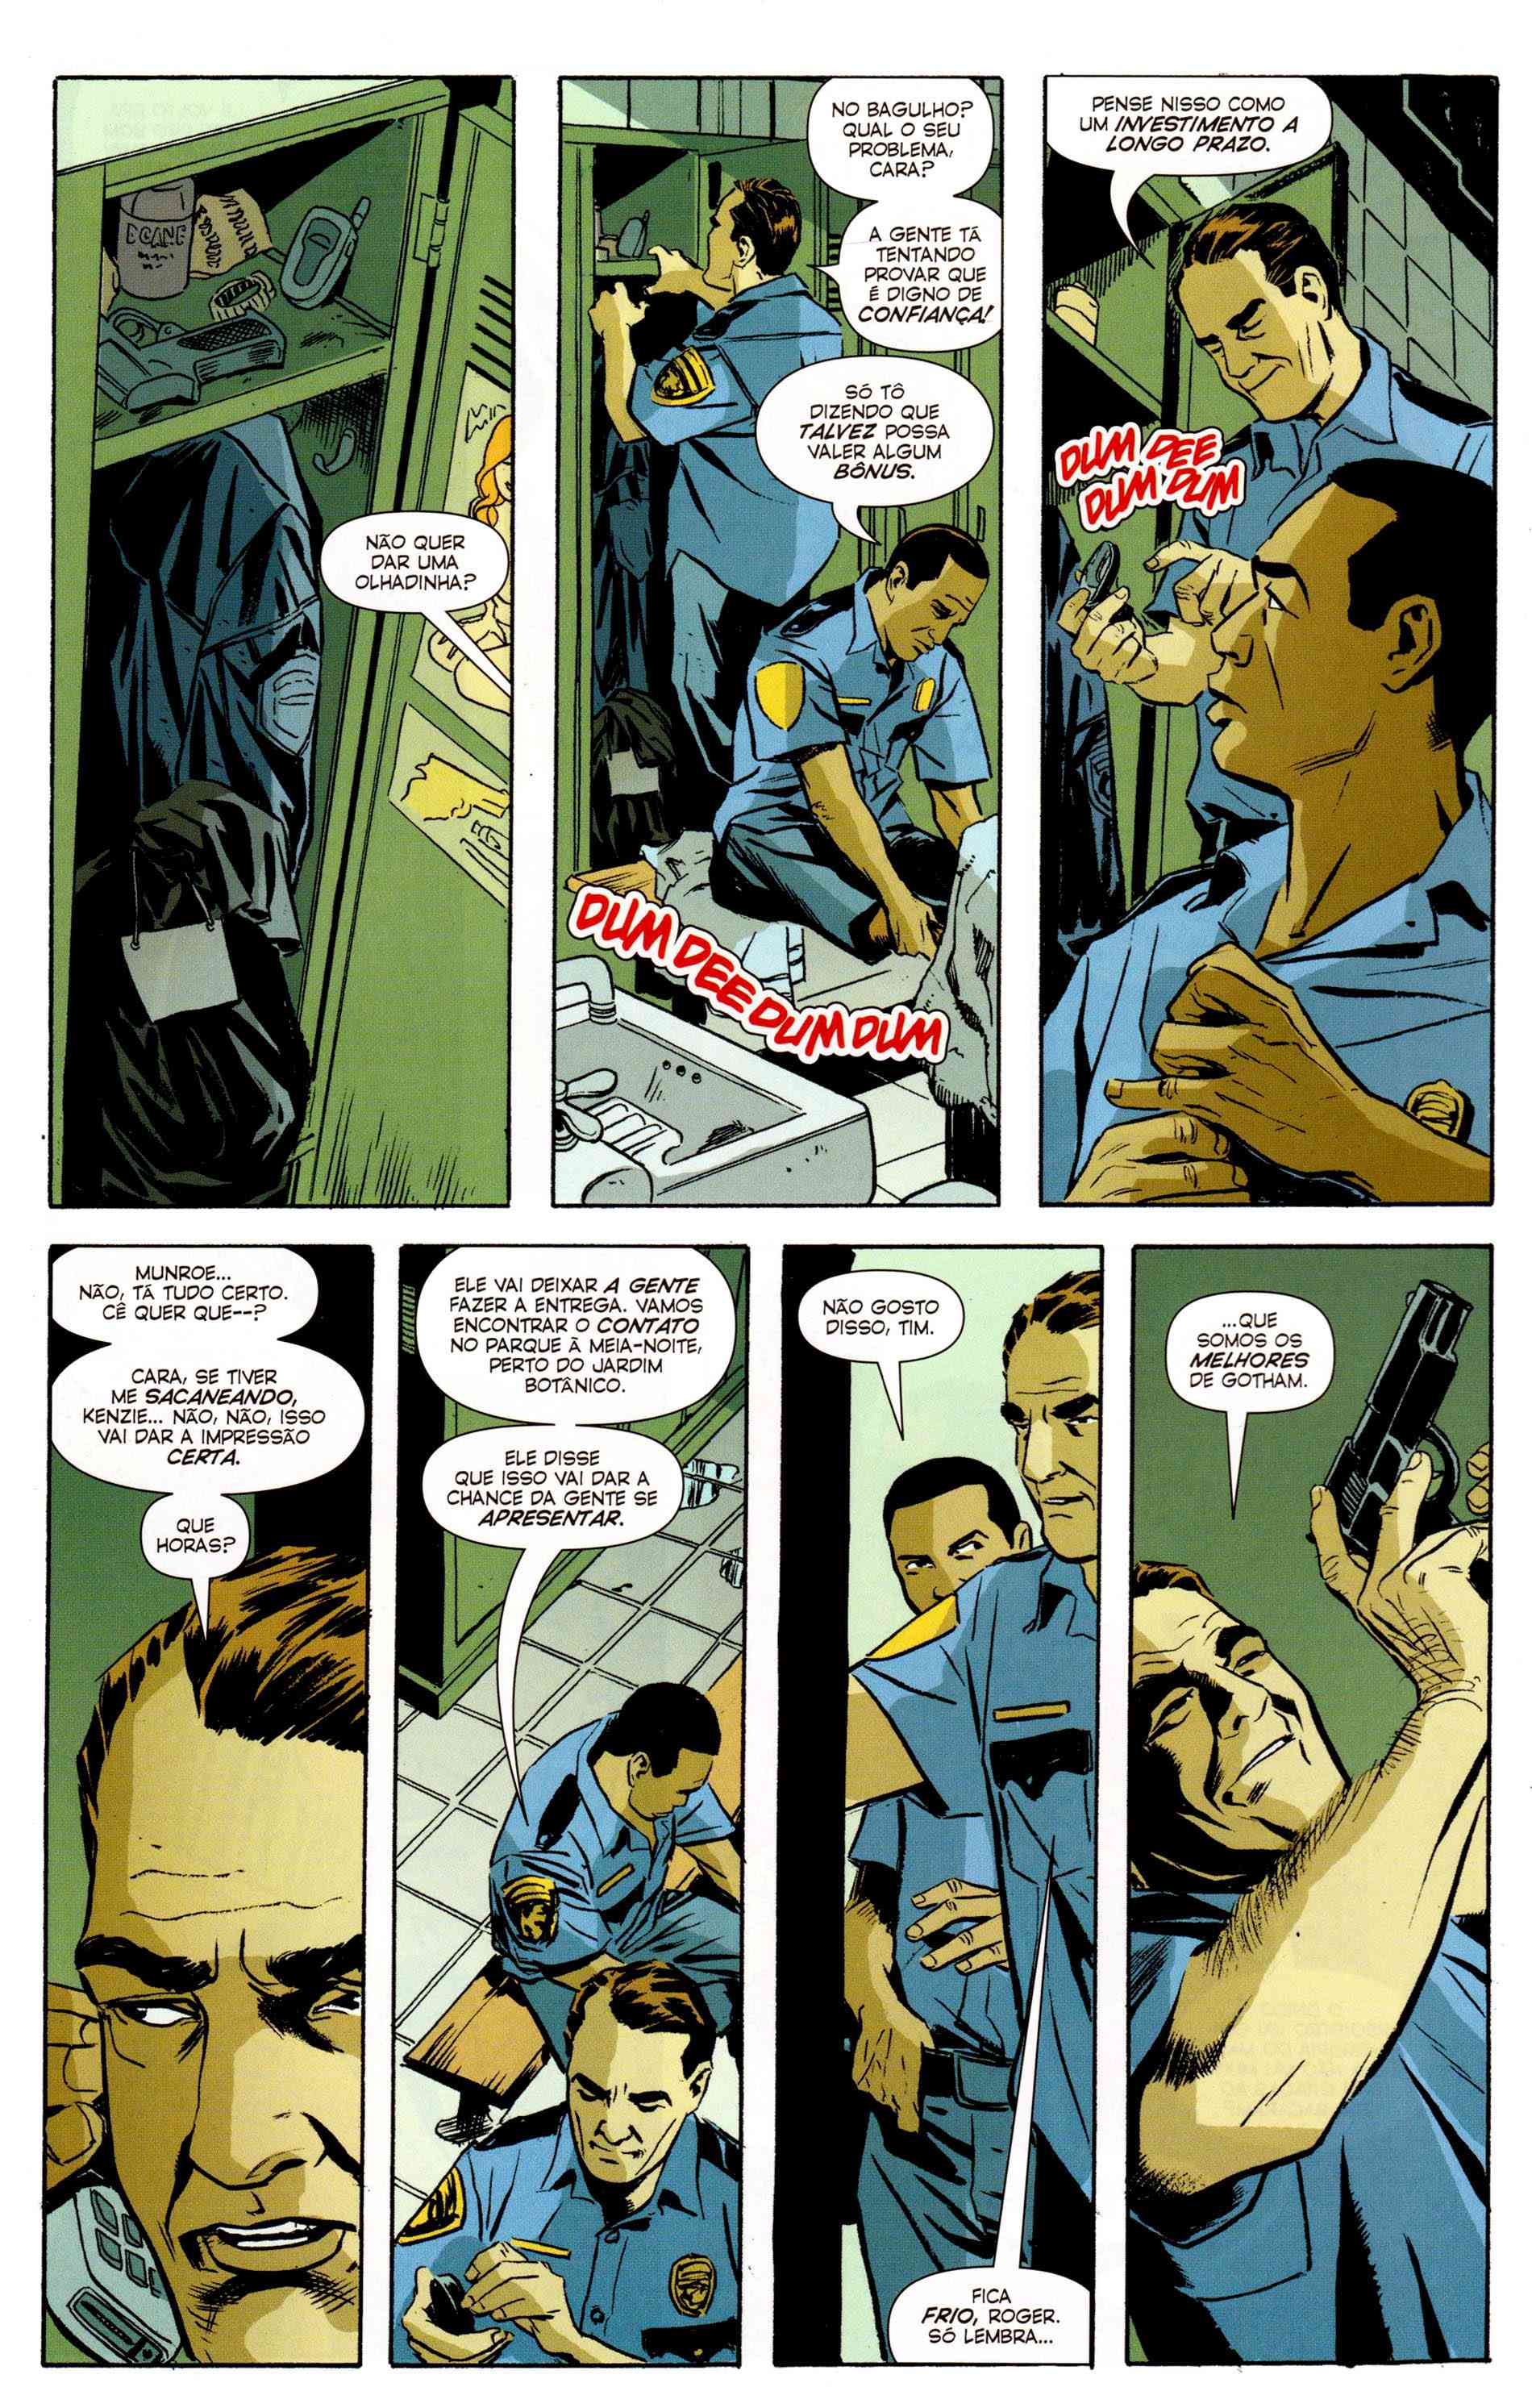 EGANE
NÃO QUER
DAR UMA
OLHADINHA?
NO BAGULHO?
QUAL O SEU
PROBLEMA,
CARA?
A GENTE TÁ
TENTANDO
PROVAR QUE
É DIGNO DE
CONFIANÇA!
SÓ TÔ
DIZENDO QUE
TALVEZ POSSA
VALER ALGUM
BÔNUS.
DUM DEE DUM DUM
PENSE NISSO COMO
UM INVESTIMENTO A
LONGO PRAZO.
DUM DEE
DUM DUM
MUNROE...
NÃO, TÁ TUDO CERTO.
CÊ QUER QUE--?
CARA, SE TIVER
ME SACANEANDO,
KENZIE... NÃO, NÃO, ISSO
VAI DAR A IMPRESSÃO
CERTA.
QUE
HORAS?
ELE VAI DEIXAR A GENTE
FAZER A ENTREGA. VAMOS
ENCONTRAR O CONTATO
NO PARQUE À MEIA-NOITE,
PERTO DO JARDIM
BOTÂNICO.
ELE DISSE
QUE ISSO VAI DAR A
CHANCE DA GENTE SE
APRESENTAR.
NÃO GOSTO
DISSO, TIM.
FICA
FRIO, ROGER.
SÓ LEMBRA...
...QUE
SOMOS OS
MELHORES
DE GOTHAM.